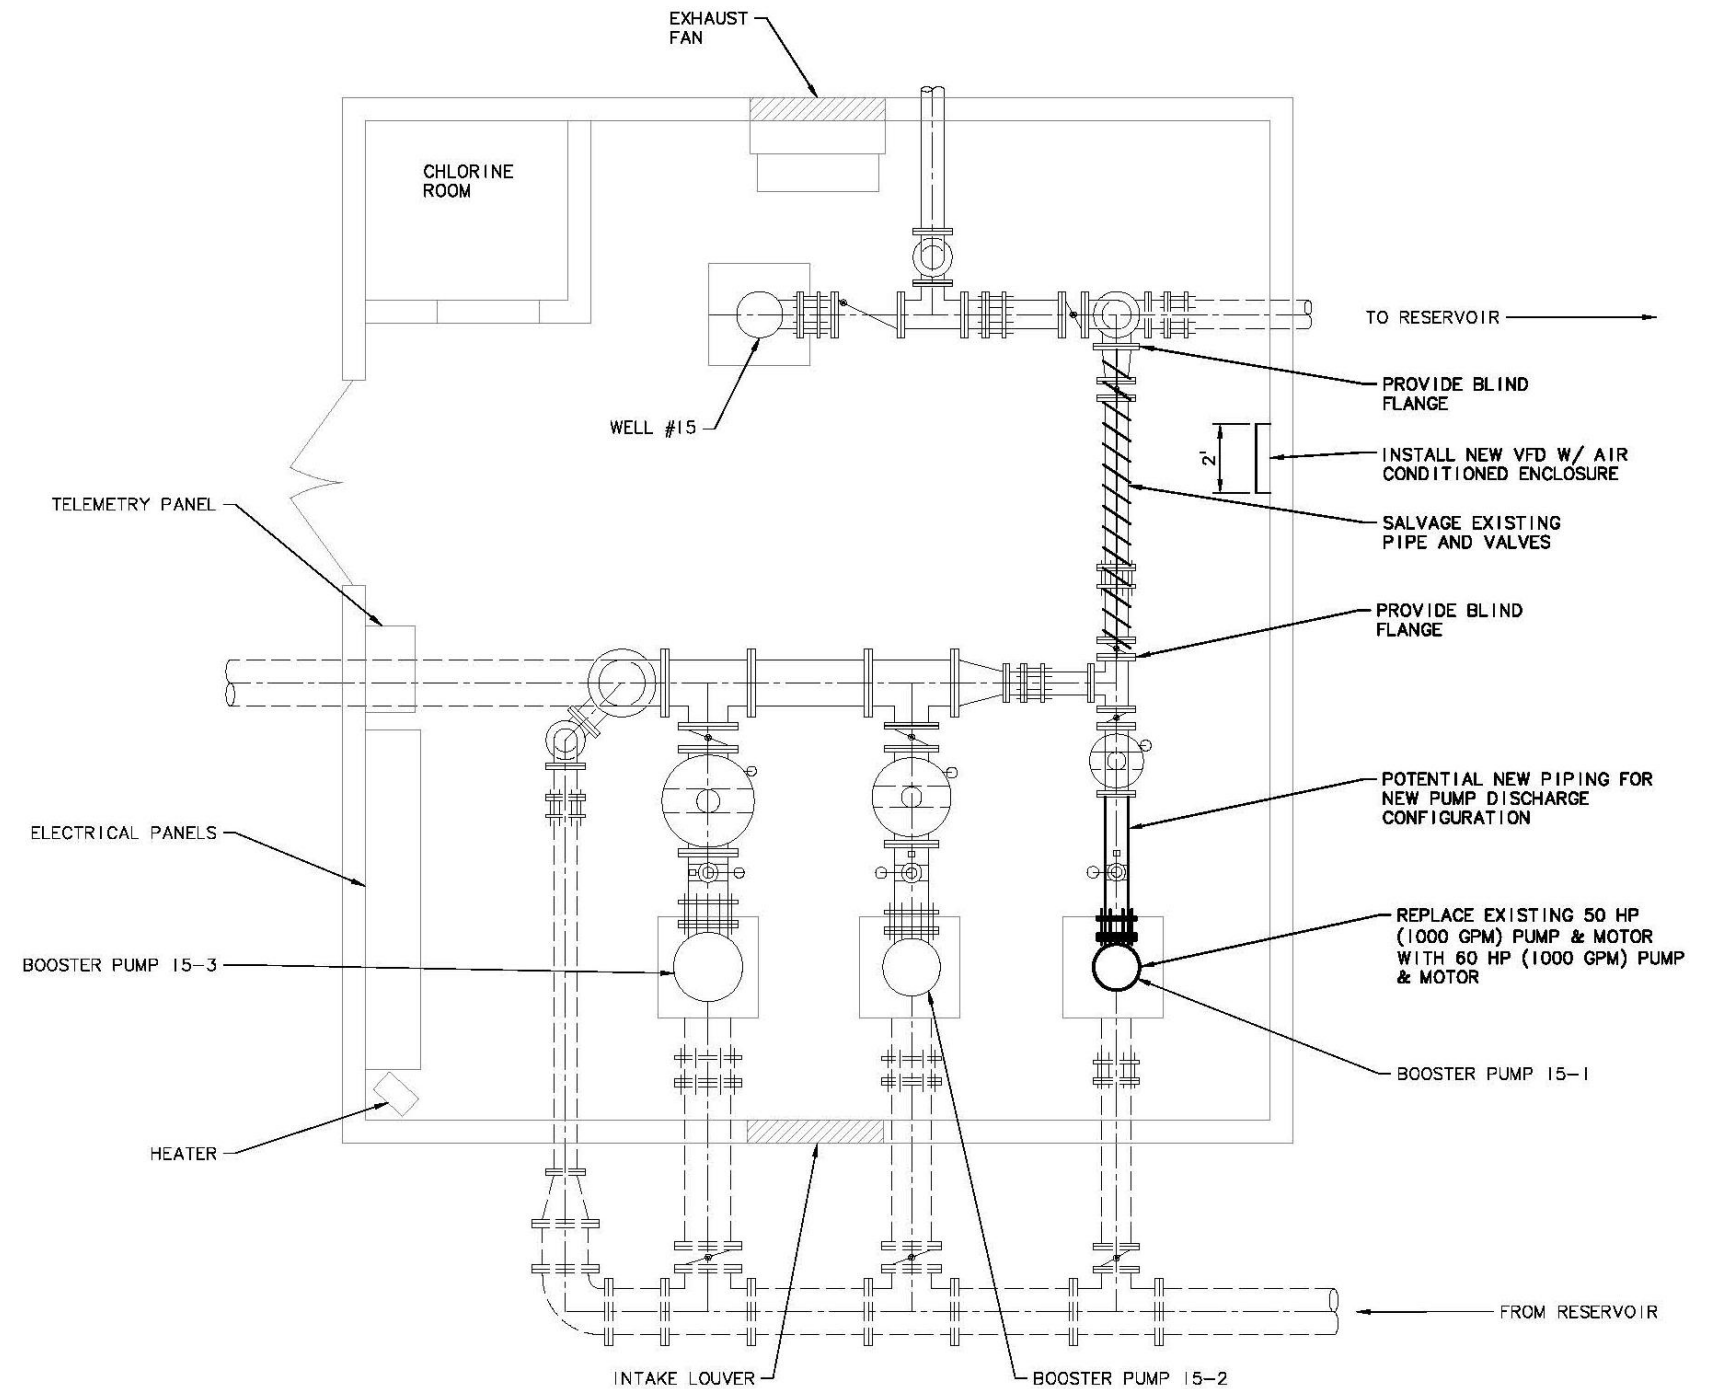 EXHAUST
FAN
CHLORINE
ROOM
TO RESERVOIR
PROVIDE BLIND
FLANGE
WELL #15
2'
INSTALL NEW VFD W/ AIR
CONDITIONED ENCLOSURE
TELEMETRY PANEL
SALVAGE EXISTING
PIPE AND VALVES
PROVIDE BLIND
FLANGE
POTENTIAL NEW PIPING FOR
NEW PUMP DISCHARGE
CONFIGURATION
ELECTRICAL PANELS
REPLACE EXISTING 50 HP
(1000 GPM) PUMP & MOTOR
WITH 60 HP (1000 GPM) PUMP
& MOTOR
BOOSTER PUMP 15-3
BOOSTER PUMP 15-1
HEATER
FROM RESERVOIR
INTAKE LOUVER
BOOSTER PUMP 15-2